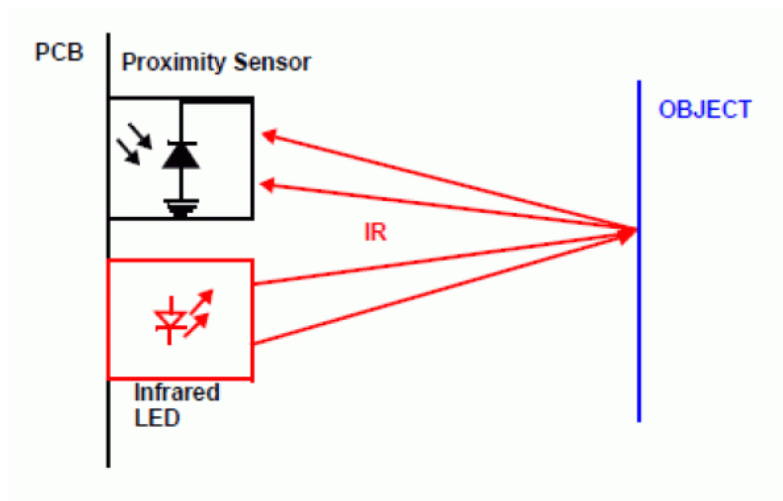 PCB
Proximity Sensor
OBJECT
IR
Infrared
LED